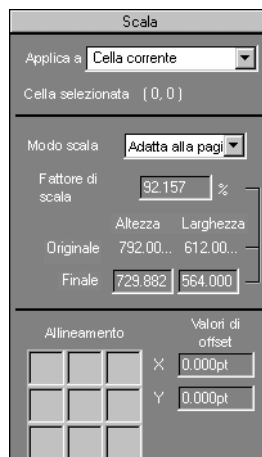 Scala
Applica a Cella corrente
Cella selezionata ( 0, 0 )
Modo scala Adatta alla pagi
Fattore di
scala
92.157 %
Altezza Larghezza
Originale 792.00... 612.00...
Finale 729.882 564.000
Allineamento
Valori di
offset
X 0.000pt
Y 0.000pt